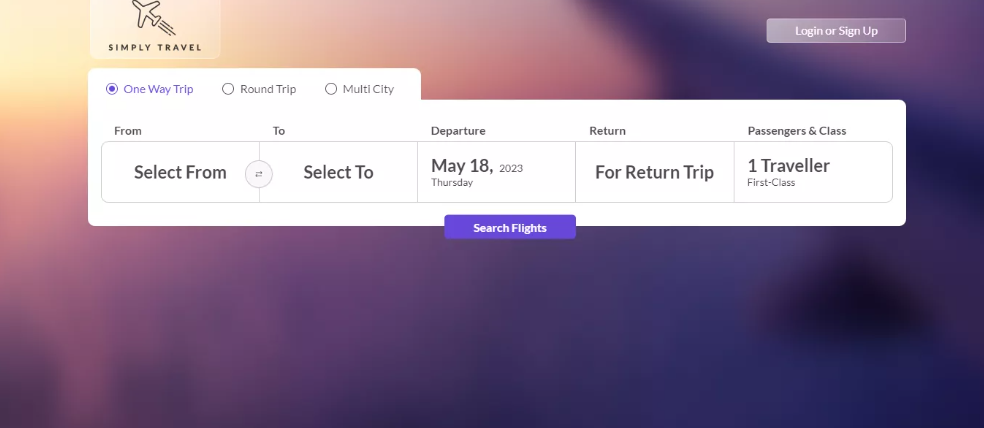 SIMPLY TRAVEL
Login or Sign Up
One Way Trip Round Trip Multi City
From To Departure Return Passengers & Class
Select From Select To May 18, 2023 For Return Trip 1 Traveller
Thursday First-Class
Search Flights